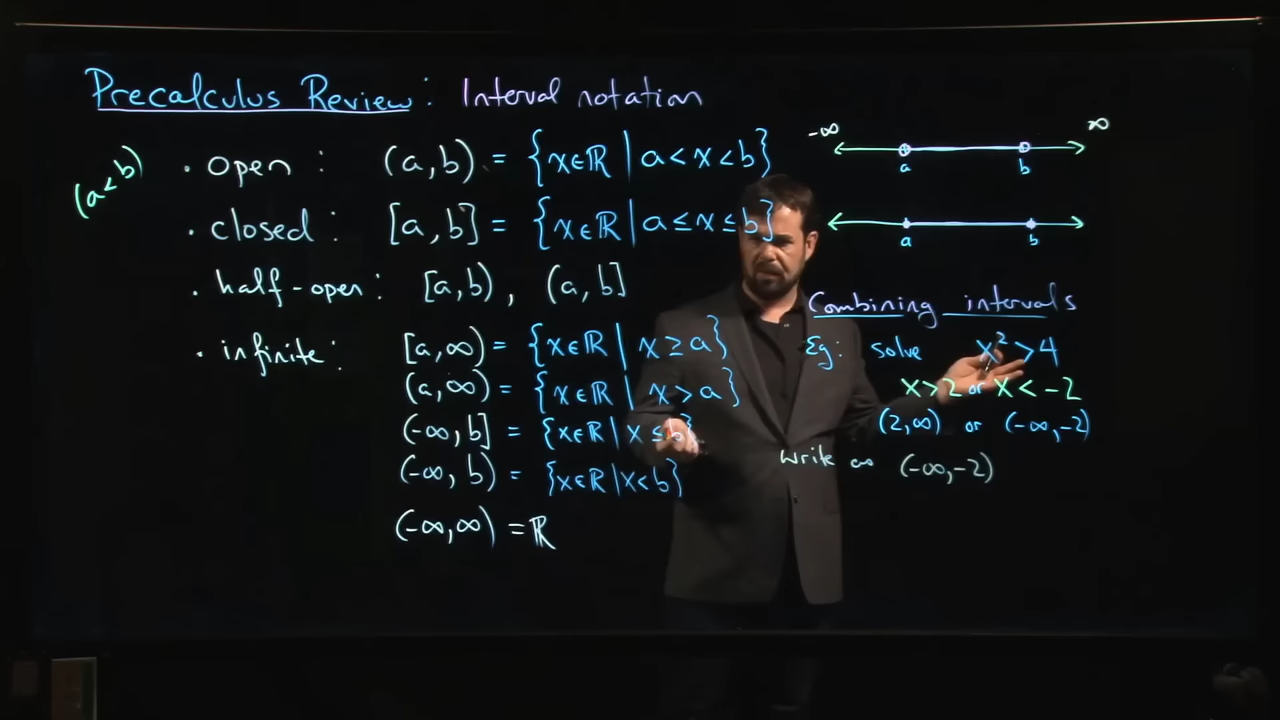 Precalculus Review: Interval notation
(a<b)
• open: (a,b) = {x∈ℝ | a<x<b}
• closed: [a,b] = {x∈ℝ | a≤x≤b}
• half-open: [a,b), (a,b]
• infinite: [a,∞) = {x∈ℝ | x≥a}
(a,∞) = {x∈ℝ | x>a}
(-∞,b] = {x∈ℝ | x≤b}
(-∞,b) = {x∈ℝ | x<b}
(-∞,∞) = ℝ
-∞ ∞
a b
a b
Combining intervals
Eg: solve x²>4
x>2 or x<-2
(2,∞) or (-∞,-2)
write as (-∞,-2)